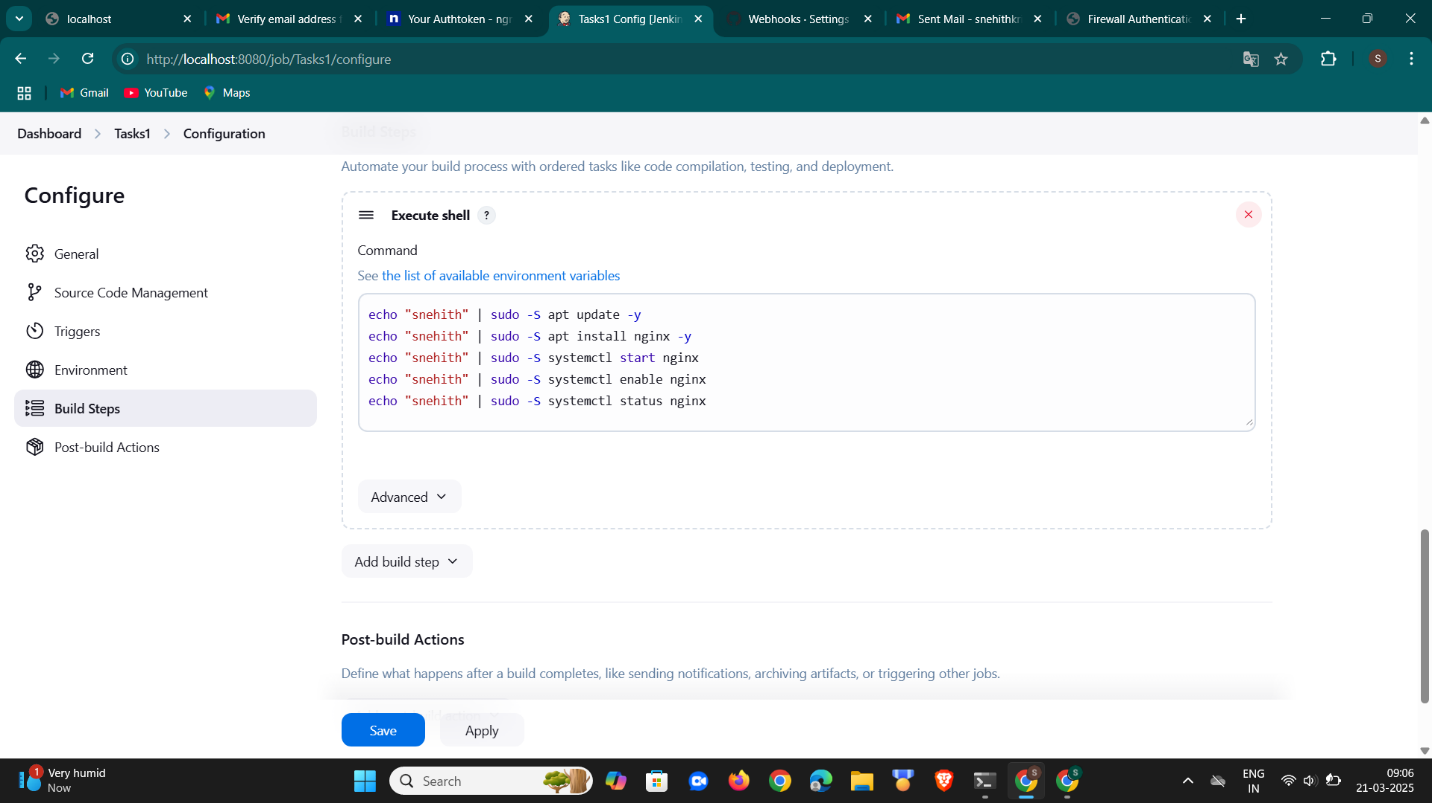 localhost
Verify email address f
n Your Authtoken - ngr
Tasks1 Config [Jenkin
Webhooks - Settings
Sent Mail - snehithkr
Firewall Authenticatic
http://localhost:8080/job/Tasks1/configure
S
Gmail
YouTube
Maps
Dashboard > Tasks1 > Configuration
Build Steps
Automate your build process with ordered tasks like code compilation, testing, and deployment.
Configure
General
Source Code Management
Triggers
Environment
Build Steps
Post-build Actions
Execute shell ?
Command
See the list of available environment variables
echo "snehith" | sudo -S apt update -y
echo "snehith" | sudo -S apt install nginx -y
echo "snehith" | sudo -S systemctl start nginx
echo "snehith" | sudo -S systemctl enable nginx
echo "snehith" | sudo -S systemctl status nginx
Advanced
Add build step
Post-build Actions
Define what happens after a build completes, like sending notifications, archiving artifacts, or triggering other jobs.
Save
Apply
1
Very humid
Now
Search
S
S
ENG
IN
09:06
21-03-2025